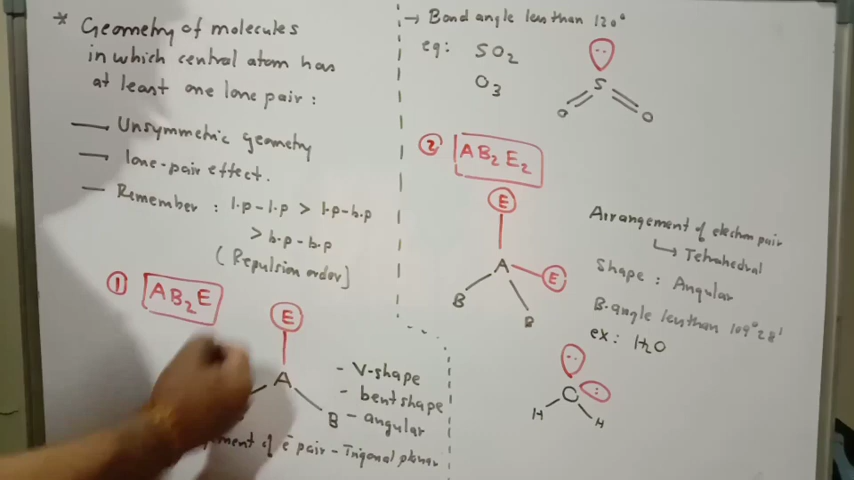 * Geometry of molecules
in which central atom has
at least one lone pair :
— Unsymmetric geometry
— lone-pair effect.
— Remember : l.p - l.p > l.p - b.p
> b.p - b.p
( Repulsion order )
① AB2E
E
A
B
- V-shape
- bent shape
- angular
of e- pair - Trigonal planar
→ Bond angle less than 120°
eg: SO2
O3
S
O O
② AB2E2
E
A E
B B
Arrangement of electron pair
↳ Tetrahedral
Shape : Angular
B.angle less than 109°28'
ex: H2O
H H